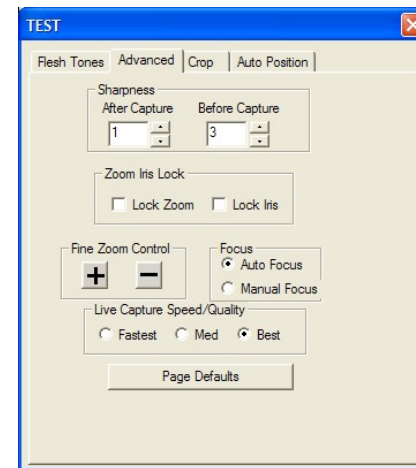 TEST
Flesh Tones Advanced Crop Auto Position
Sharpness
After Capture Before Capture
1 3
Zoom Iris Lock
Lock Zoom Lock Iris
Fine Zoom Control Focus
Auto Focus
Manual Focus
Live Capture Speed/Quality
Fastest Med Best
Page Defaults